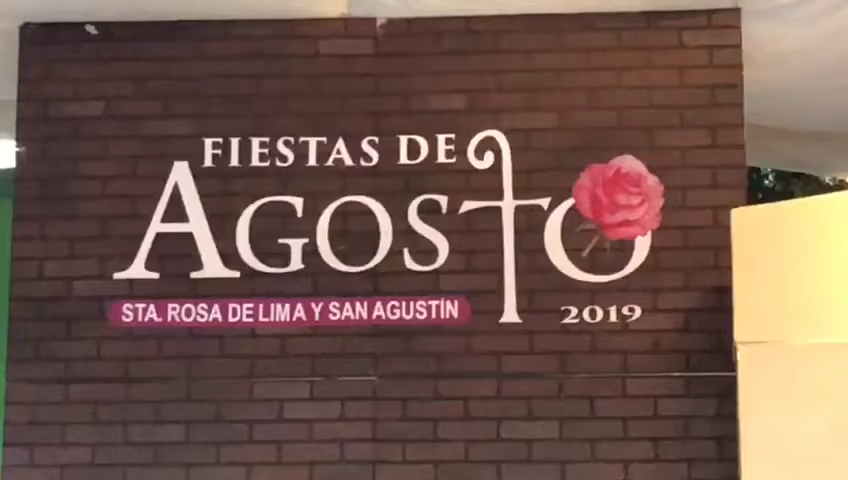 FIESTAS DE
AGOSTO
STA. ROSA DE LIMA Y SAN AGUSTÍN
2019